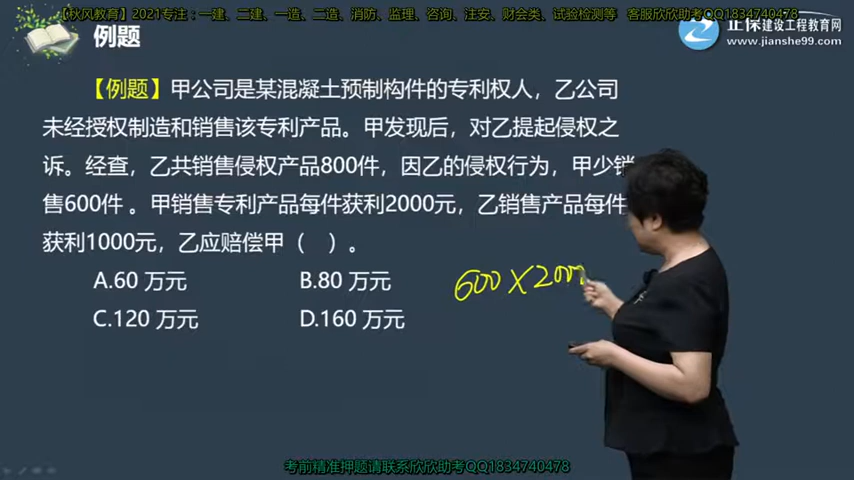 【秋风教育】2021专注：一建、二建、一造、二造、消防、监理、咨询、注安、财会类、试验检测等 客服欣欣助考QQ1834740478
正保建设工程教育网
www.jianshe99.com
例题
【例题】甲公司是某混凝土预制构件的专利权人，乙公司
未经授权制造和销售该专利产品。甲发现后，对乙提起侵权之
诉。经查，乙共销售侵权产品800件，因乙的侵权行为，甲少销
售600件 。甲销售专利产品每件获利2000元，乙销售产品每件
获利1000元，乙应赔偿甲（ ）。
A.60 万元 B.80 万元
600×2000
C.120 万元 D.160 万元
考前精准押题请联系欣欣助考QQ1834740478